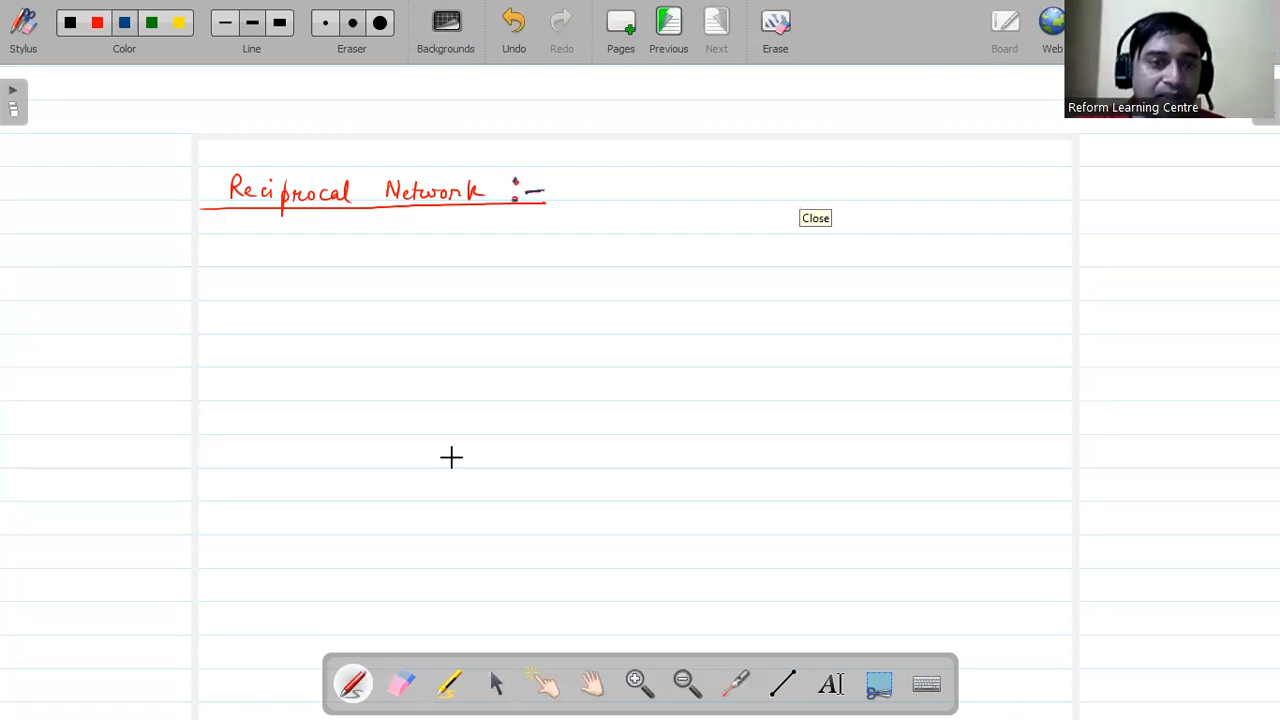 Stylus
Color
Line
Eraser
Backgrounds
Undo
Redo
Pages
Previous
Next
Erase
Board
Web
Reform Learning Centre
Reciprocal Network :-
Close
AI